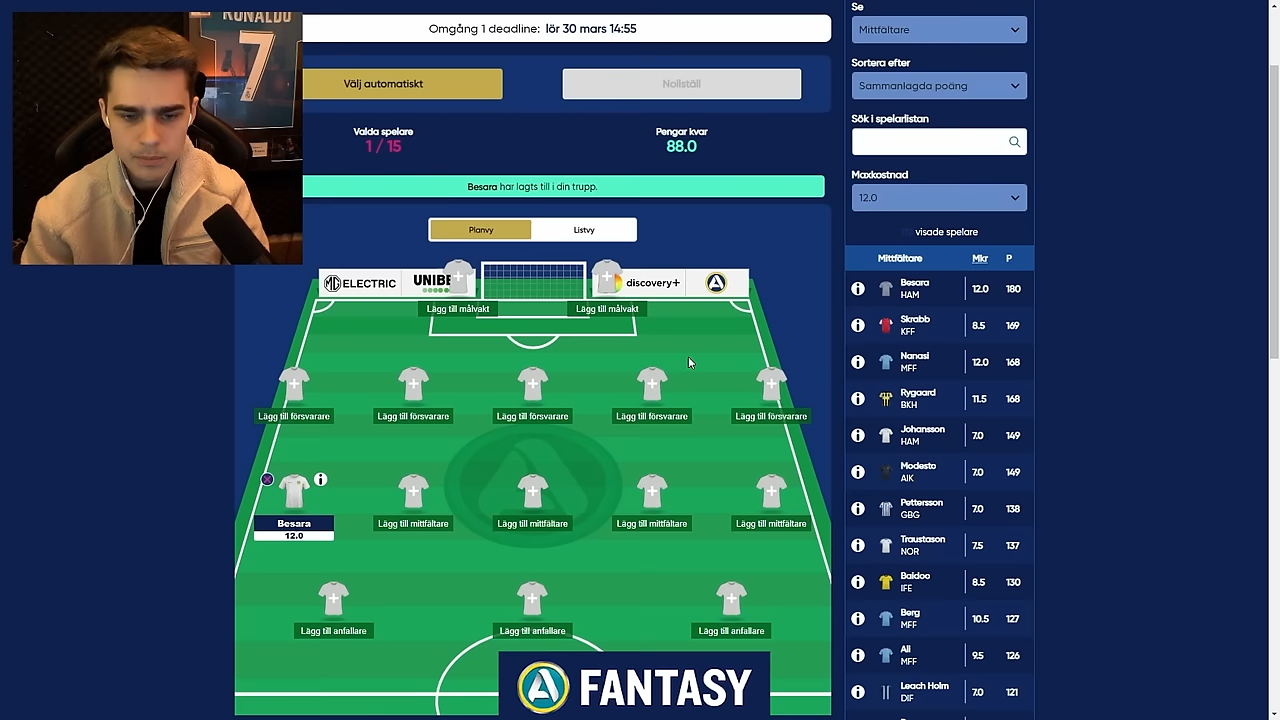 RONALDO
7
Omgång 1 deadline: lör 30 mars 14:55
Välj automatiskt
Nollställ
Valda spelare
1 / 15
Pengar kvar
88.0
Besara har lagts till i din trupp.
Planvy
Listvy
MG ELECTRIC
UNIBE
discovery+
Lägg till målvakt
Lägg till målvakt
Lägg till försvarare
Lägg till försvarare
Lägg till försvarare
Lägg till försvarare
Lägg till försvarare
Besara
12.0
Lägg till mittfältare
Lägg till mittfältare
Lägg till mittfältare
Lägg till mittfältare
Lägg till anfallare
Lägg till anfallare
Lägg till anfallare
FANTASY
Se
Mittfältare
Sortera efter
Sammanlagda poäng
Sök i spelarlistan
Maxkostnad
12.0
visade spelare
Mittfältare Mkr P
Besara 12.0 180
HAM
Skrabb 8.5 169
KFF
Nanasi 12.0 168
MFF
Rygaard 11.5 168
BKH
Johansson 7.0 149
HAM
Modesto 7.0 149
AIK
Pettersson 7.0 138
GBG
Traustason 7.5 137
NOR
Baidoo 8.5 130
IFE
Berg 10.5 127
MFF
Ali 9.5 126
MFF
Leach Holm 7.0 121
DIF